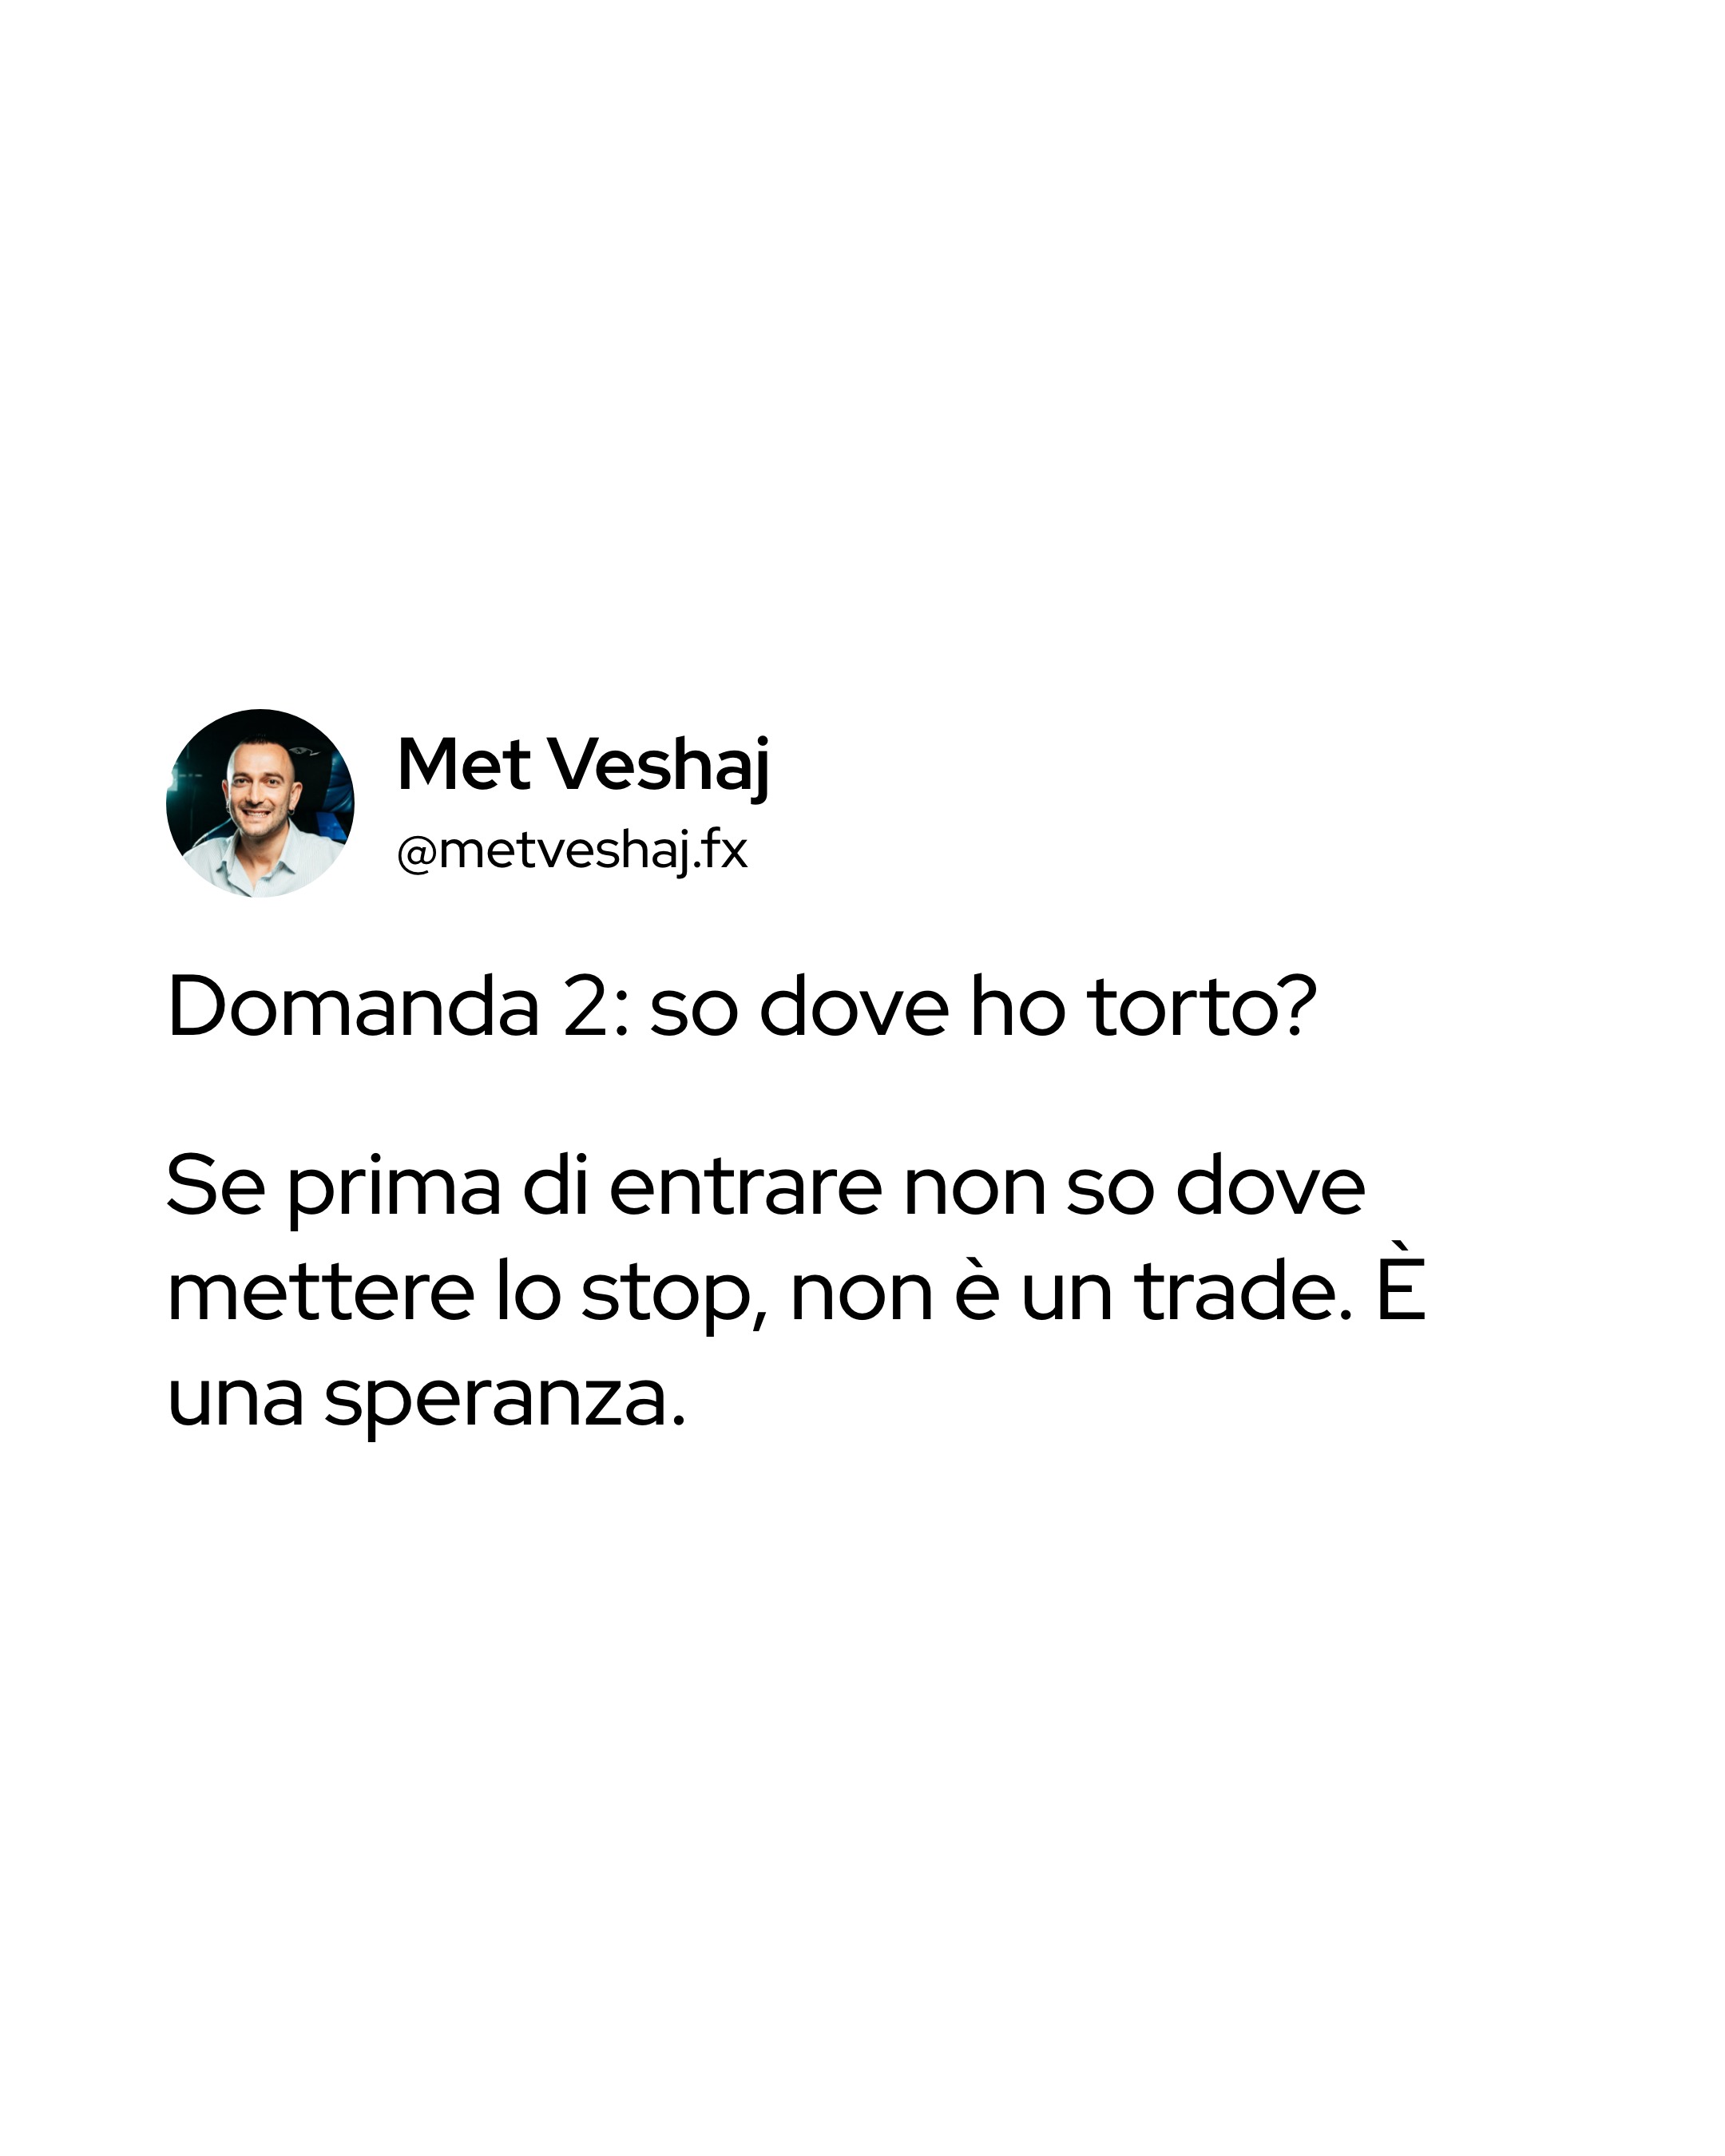 Met Veshaj
@metveshaj.fx
Domanda 2: so dove ho torto?
Se prima di entrare non so dove
mettere lo stop, non è un trade. È
una speranza.